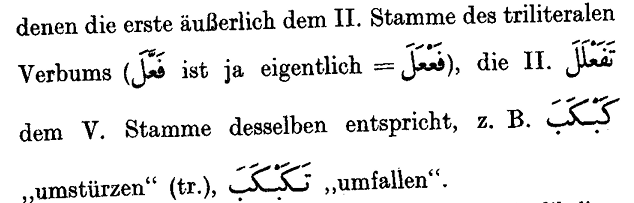 denen die erste äußerlich dem II. Stamme des triliteralen
Verbums (فَعَّلَ ist ja eigentlich = فَعْعَلَ), die II. تَفَعْلَلَ
dem V. Stamme desselben entspricht, z. B. كَبْكَبَ
„umstürzen“ (tr.), تَكَبْكَبَ „umfallen“.